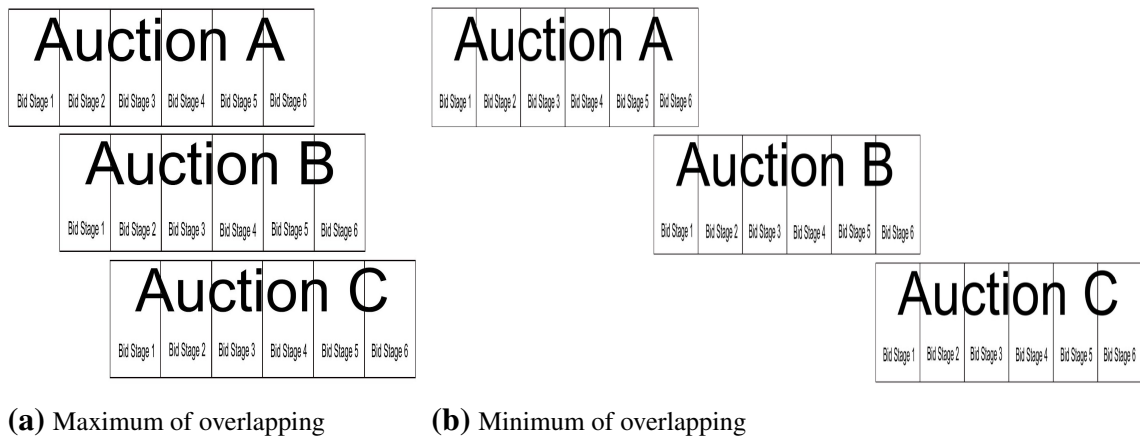 Auction A
Bid Stage 1 Bid Stage 2 Bid Stage 3 Bid Stage 4 Bid Stage 5 Bid Stage 6
Auction B
Bid Stage 1 Bid Stage 2 Bid Stage 3 Bid Stage 4 Bid Stage 5 Bid Stage 6
Auction C
Bid Stage 1 Bid Stage 2 Bid Stage 3 Bid Stage 4 Bid Stage 5 Bid Stage 6
(a) Maximum of overlapping
Auction A
Bid Stage 1 Bid Stage 2 Bid Stage 3 Bid Stage 4 Bid Stage 5 Bid Stage 6
Auction B
Bid Stage 1 Bid Stage 2 Bid Stage 3 Bid Stage 4 Bid Stage 5 Bid Stage 6
Auction C
Bid Stage 1 Bid Stage 2 Bid Stage 3 Bid Stage 4 Bid Stage 5 Bid Stage 6
(b) Minimum of overlapping